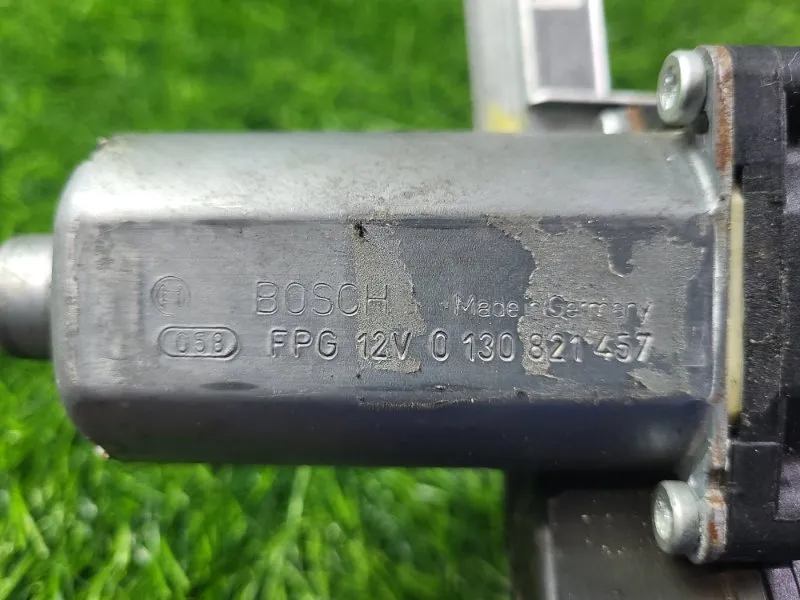 BOSCH Made in Germany
058 FPG 12V 0 130 821 457